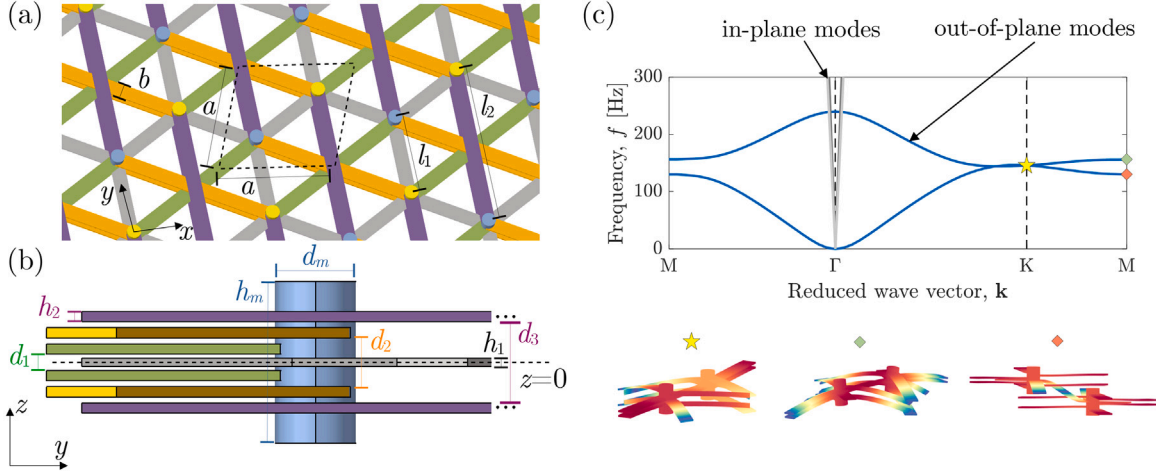 (a)
b
a
a
l₁
l₂
y
x
(b)
dₘ
hₘ
h₂
d₁
d₂
d₃
h₁
z=0
z
y
(c)
in-plane modes
out-of-plane modes
Frequency, f [Hz]
300
200
100
0
M
Γ
K
M
Reduced wave vector, k